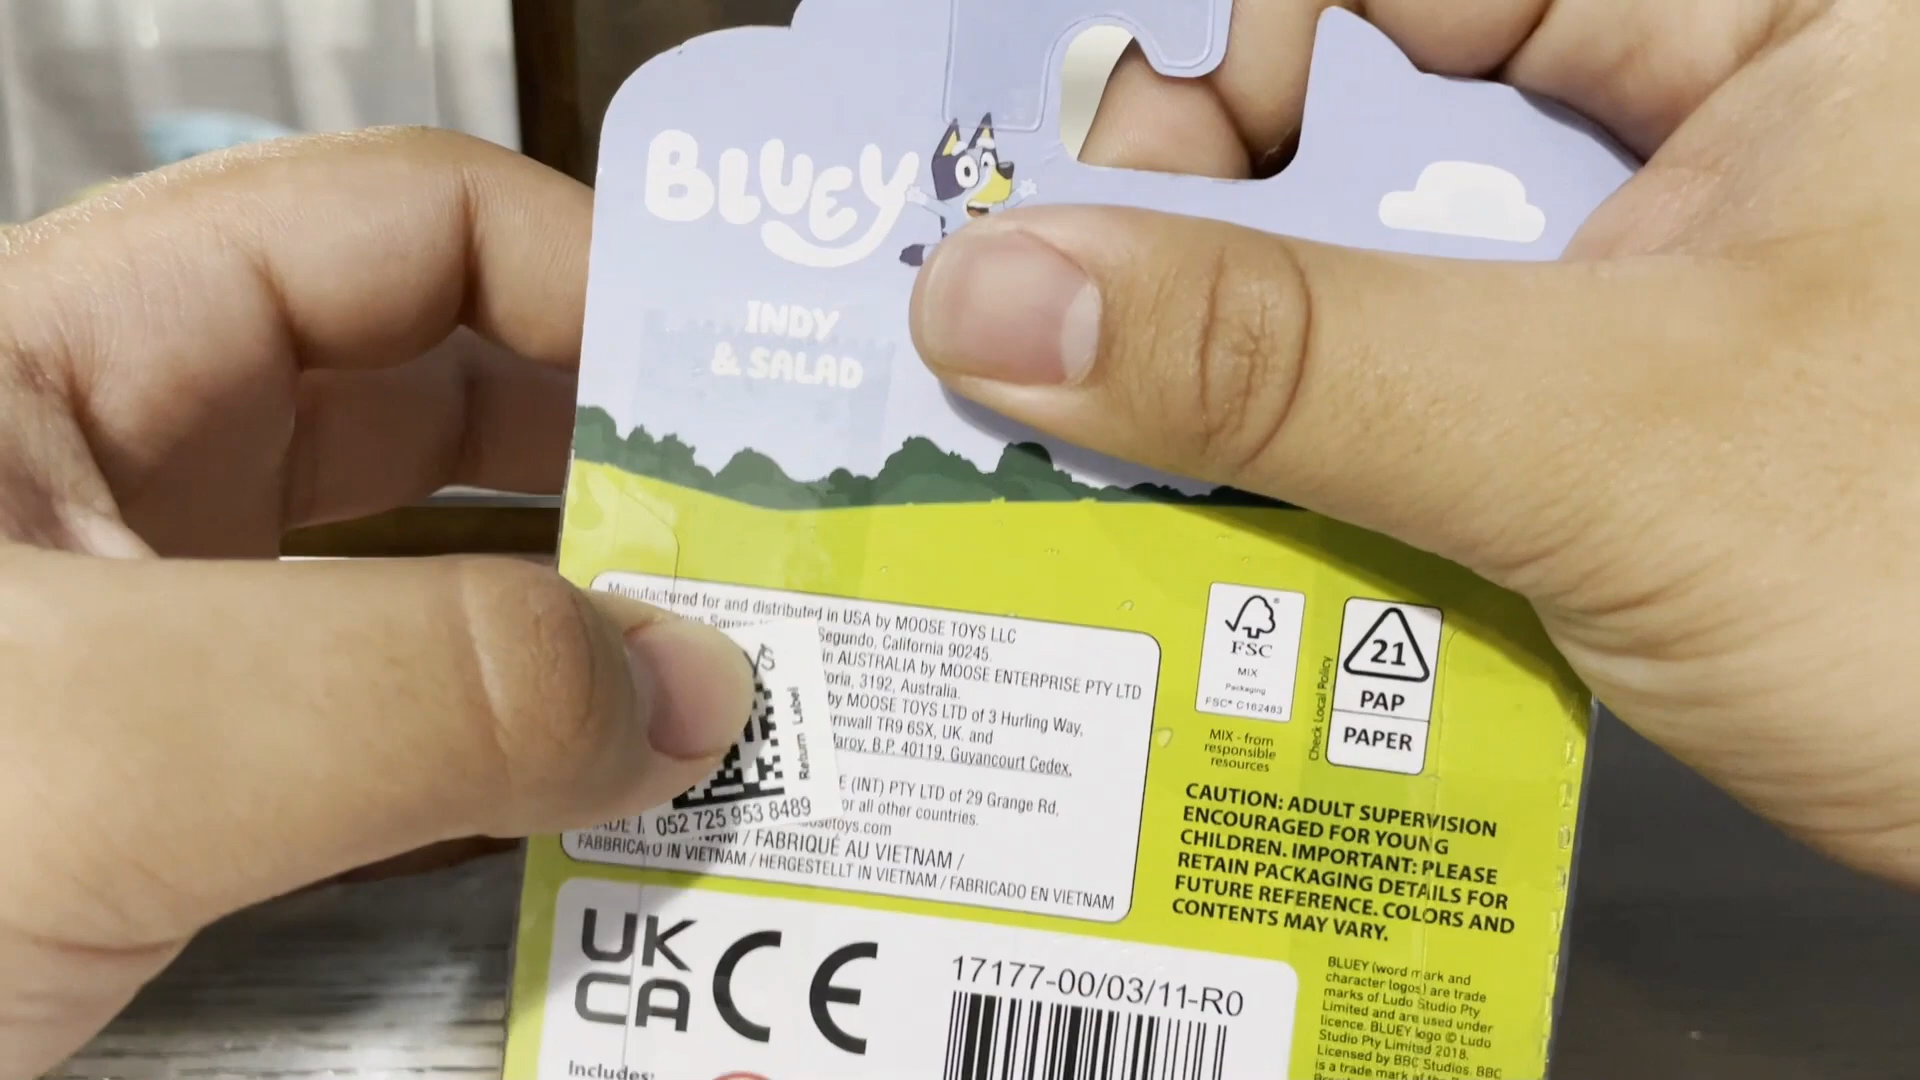 BLUEY
INDY
& SALAD
Manufactured for and distributed in USA by MOOSE TOYS LLC
Segundo, California 90245.
in AUSTRALIA by MOOSE ENTERPRISE PTY LTD
3192, Australia.
by MOOSE TOYS LTD of 3 Hurling Way,
TR9 6SX, UK. and
B.P. 40119, Guyancourt Cedex,
(INT) PTY LTD of 29 Grange Rd,
or all other countries.
Return Label
052 725 953 8489
/ FABRIQUÉ AU VIETNAM /
FABBRICATO IN VIETNAM / HERGESTELLT IN VIETNAM / FABRICADO EN VIETNAM
FSC
MIX
Packaging
FSC® C162483
MIX - from
responsible
resources
Check Local Policy
21
PAP
PAPER
CAUTION: ADULT SUPERVISION
ENCOURAGED FOR YOUNG
CHILDREN. IMPORTANT: PLEASE
RETAIN PACKAGING DETAILS FOR
FUTURE REFERENCE. COLORS AND
CONTENTS MAY VARY.
UK
CA
CE
17177-00/03/11-R0
Includes:
BLUEY (word mark and
character logos) are trade
marks of Ludo Studio Pty
Limited and are used under
licence. BLUEY logo © Ludo
Studio Pty Limited 2018.
Licensed by BBC Studios. BBC
is a trade mark of the